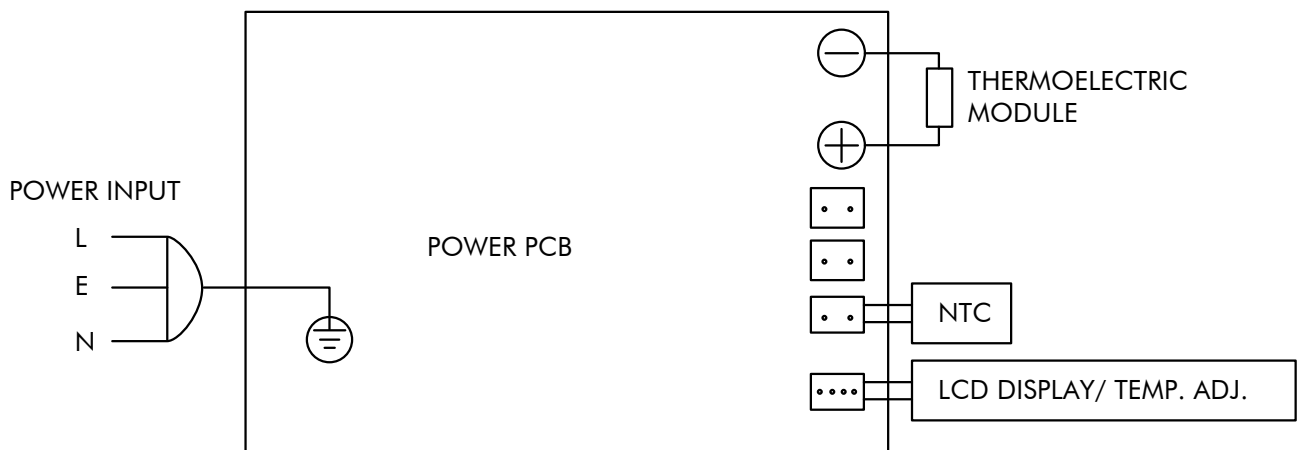 THERMOELECTRIC
MODULE
POWER INPUT
L
E
N
POWER PCB
NTC
LCD DISPLAY/ TEMP. ADJ.